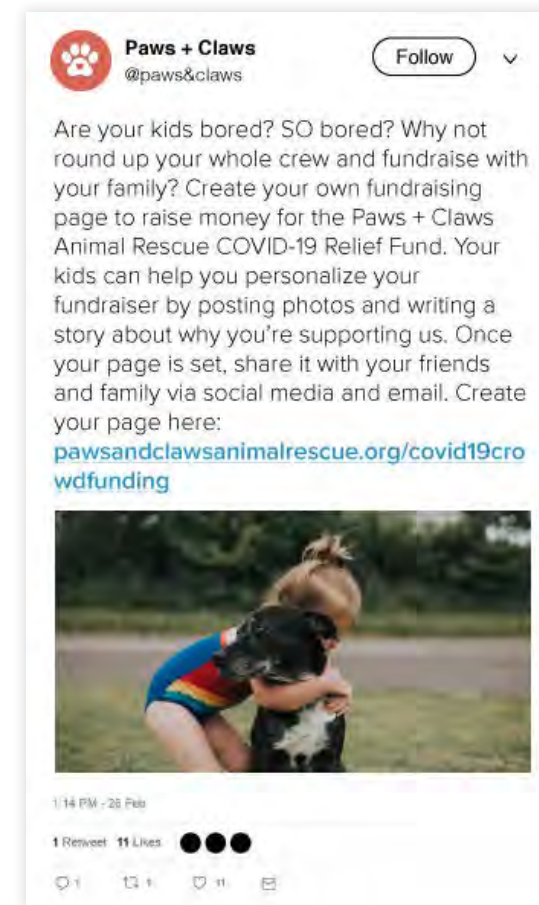 Paws + Claws
@paws&claws
Follow
Are your kids bored? SO bored? Why not
round up your whole crew and fundraise with
your family? Create your own fundraising
page to raise money for the Paws + Claws
Animal Rescue COVID-19 Relief Fund. Your
kids can help you personalize your
fundraiser by posting photos and writing a
story about why you’re supporting us. Once
your page is set, share it with your friends
and family via social media and email. Create
your page here:
pawsandclawsanimalrescue.org/covid19cro
wdfunding
1:14 PM - 26 Feb
1 Retweet 11 Likes
1 1 11